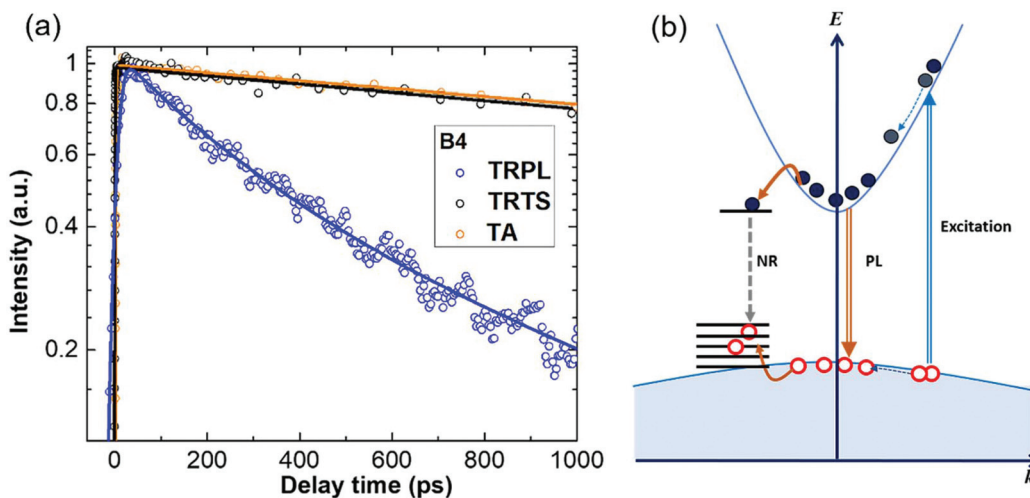 (a)
Intensity (a.u.)
1
0.8
0.6
0.4
0.2
B4
TRPL
TRTS
TA
0
200
400
600
800
1000
Delay time (ps)
(b)
E
Excitation
NR
PL